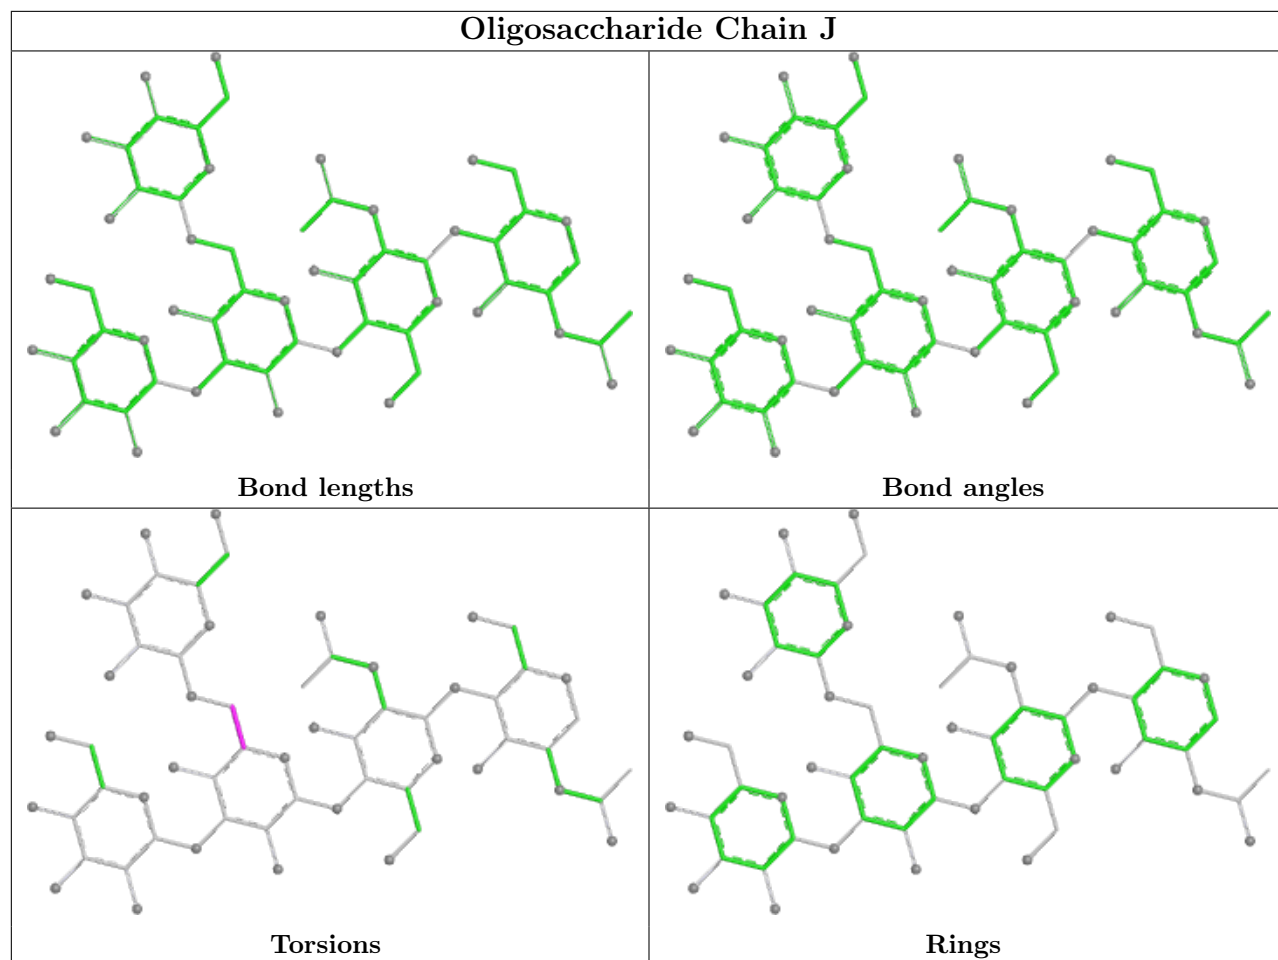 Oligosaccharide Chain J
Bond lengths
Bond angles
Torsions
Rings